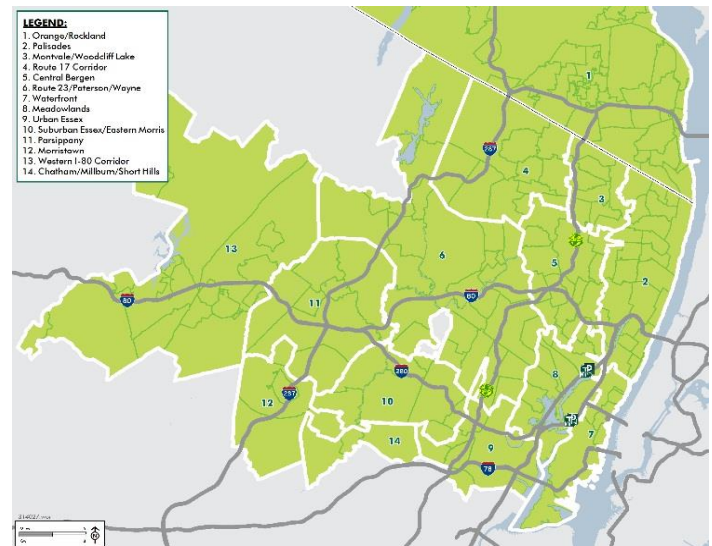 LEGEND:
1. Orange/Rockland
2. Palisades
3. Montvale/Woodcliff Lake
4. Route 17 Corridor
5. Central Bergen
6. Route 23/Paterson/Wayne
7. Waterfront
8. Meadowlands
9. Urban Essex
10. Suburban Essex/Eastern Morris
11. Parsippany
12. Morristown
13. Western I-80 Corridor
14. Chatham/Millburn/Short Hills
1
287
4
3
13
6
5
2
80
11
80
280
8
12
287
10
7
14
9
78